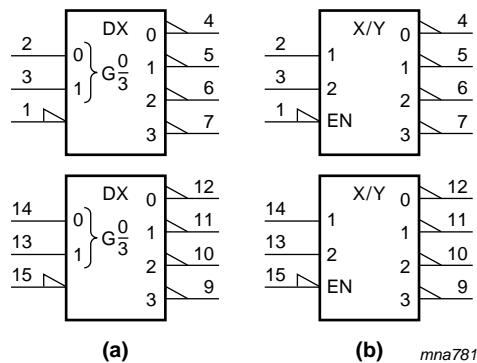 DX 0 4 X/Y 0 4
2 0 1 5 2 1 1 5
3 1 G 0/3 2 6 3 2 2 6
1 3 7 1 EN 3 7
DX 0 12 X/Y 0 12
14 0 1 11 14 1 1 11
13 1 G 0/3 2 10 13 2 2 10
15 3 9 15 EN 3 9
(a) (b) mna781